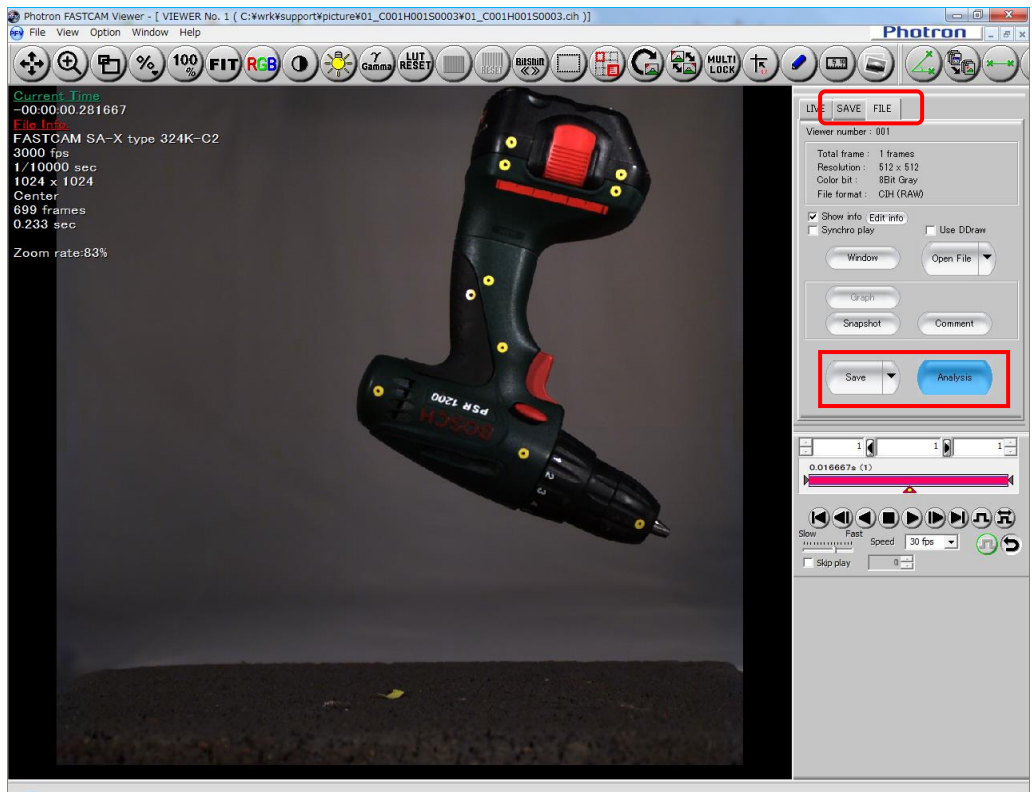 Photron FASTCAM Viewer - [ VIEWER No. 1 ( C:¥wrk¥support¥picture¥01_C001H001S0003¥01_C001H001S0003.cih )]
File View Option Window Help
Photron
% 100% FIT RGB Gamma LUT RESET RESET BitShift MULTI LOCK
Current Time
-00:00:00.281667
File Info.
FASTCAM SA-X type 324K-C2
3000 fps
1/10000 sec
1024 x 1024
Center
699 frames
0.233 sec
Zoom rate:83%
PSR 1200
BOSCH
1
2
3
LIVE SAVE FILE
Viewer number : 001
Total frame : 1 frames
Resolution : 512 x 512
Color bit : 8Bit Gray
File format : CIH (RAW)
Show info Edit info
Synchro play Use DDraw
Window Open File
Graph
Snapshot Comment
Save Analysis
1 1 1
0.016667s (1)
Slow Fast Speed 30 fps
Skip play 0